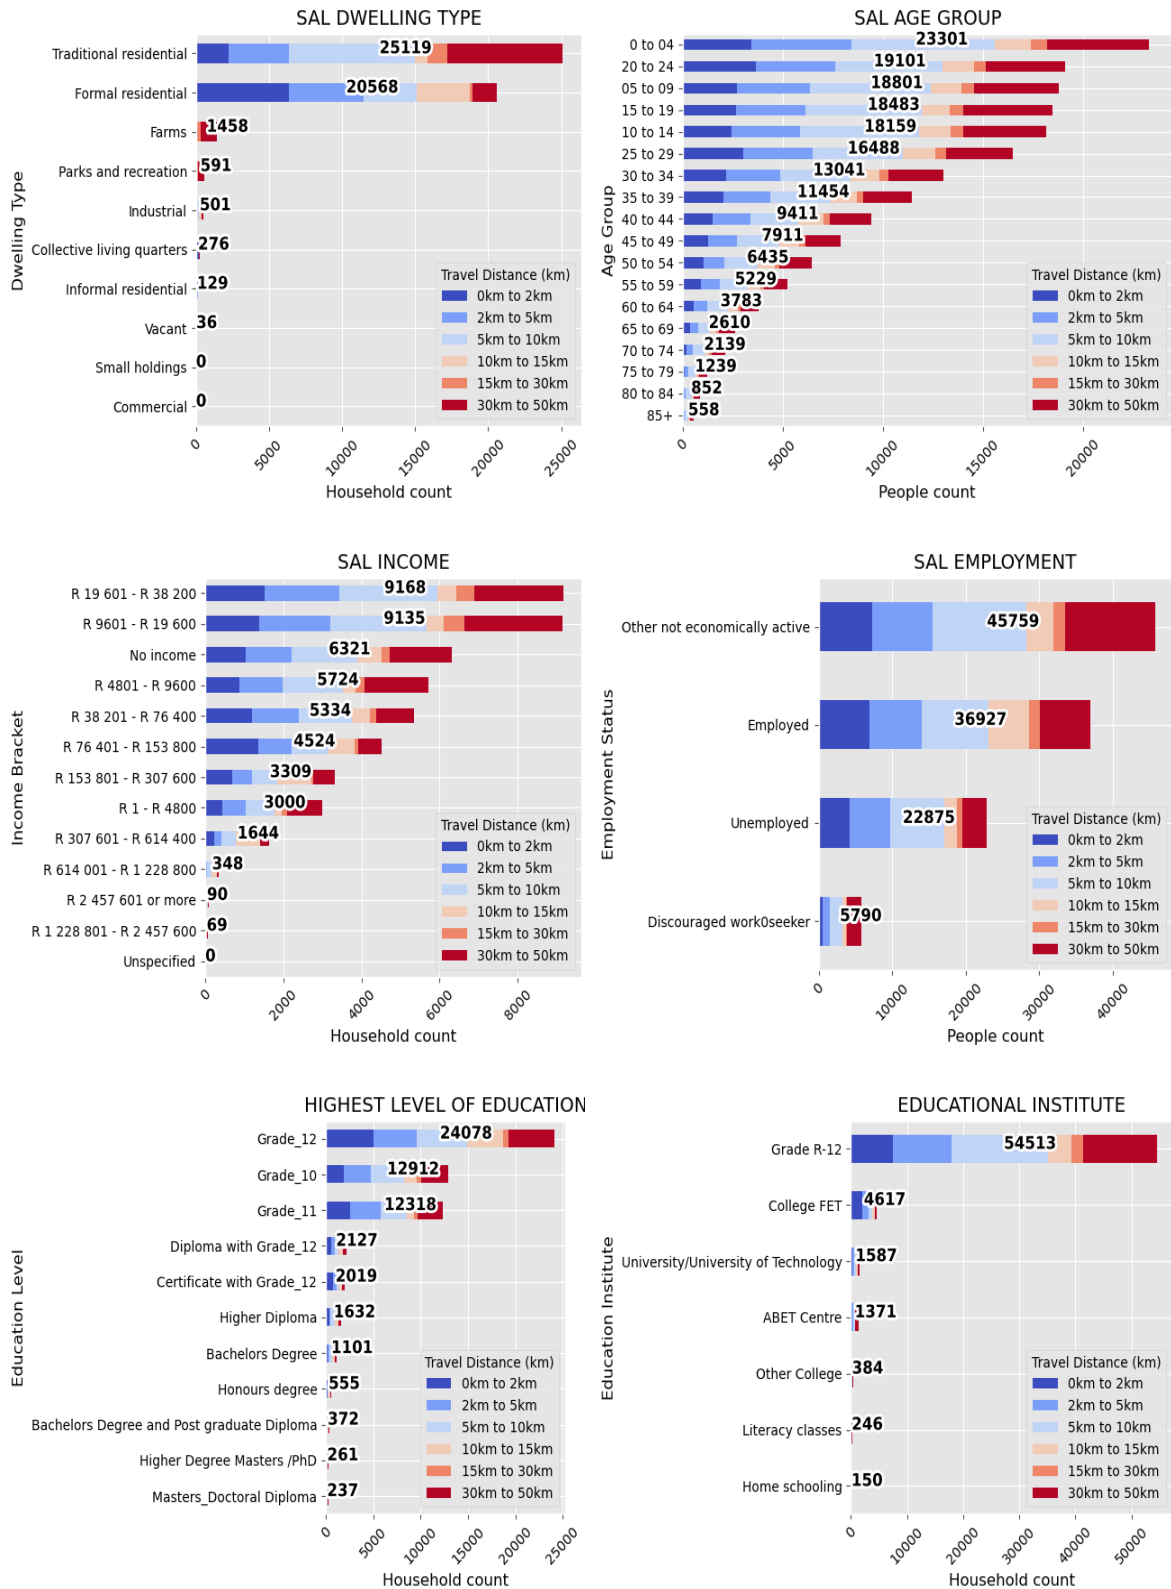 SAL DWELLING TYPE
Dwelling Type
Traditional residential 25119
Formal residential 20568
Farms 1458
Parks and recreation 591
Industrial 501
Collective living quarters 276
Informal residential 129
Vacant 36
Small holdings 0
Commercial 0
Travel Distance (km)
0km to 2km
2km to 5km
5km to 10km
10km to 15km
15km to 30km
30km to 50km
0 5000 10000 15000 20000 25000
Household count
SAL AGE GROUP
Age Group
0 to 04 23301
20 to 24 19101
05 to 09 18801
15 to 19 18483
10 to 14 18159
25 to 29 16488
30 to 34 13041
35 to 39 11454
40 to 44 9411
45 to 49 7911
50 to 54 6435
55 to 59 5229
60 to 64 3783
65 to 69 2610
70 to 74 2139
75 to 79 1239
80 to 84 852
85+ 558
Travel Distance (km)
0km to 2km
2km to 5km
5km to 10km
10km to 15km
15km to 30km
30km to 50km
0 5000 10000 15000 20000
People count
SAL INCOME
Income Bracket
R 19 601 - R 38 200 9168
R 9601 - R 19 600 9135
No income 6321
R 4801 - R 9600 5724
R 38 201 - R 76 400 5334
R 76 401 - R 153 800 4524
R 153 801 - R 307 600 3309
R 1 - R 4800 3000
R 307 601 - R 614 400 1644
R 614 001 - R 1 228 800 348
R 2 457 601 or more 90
R 1 228 801 - R 2 457 600 69
Unspecified 0
Travel Distance (km)
0km to 2km
2km to 5km
5km to 10km
10km to 15km
15km to 30km
30km to 50km
0 2000 4000 6000 8000
Household count
SAL EMPLOYMENT
Employment Status
Other not economically active 45759
Employed 36927
Unemployed 22875
Discouraged work0seeker 5790
Travel Distance (km)
0km to 2km
2km to 5km
5km to 10km
10km to 15km
15km to 30km
30km to 50km
0 10000 20000 30000 40000
People count
HIGHEST LEVEL OF EDUCATION
Education Level
Grade_12 24078
Grade_10 12912
Grade_11 12318
Diploma with Grade_12 2127
Certificate with Grade_12 2019
Higher Diploma 1632
Bachelors Degree 1101
Honours degree 555
Bachelors Degree and Post graduate Diploma 372
Higher Degree Masters /PhD 261
Masters_Doctoral Diploma 237
Travel Distance (km)
0km to 2km
2km to 5km
5km to 10km
10km to 15km
15km to 30km
30km to 50km
0 5000 10000 15000 20000 25000
Household count
EDUCATIONAL INSTITUTE
Education Institute
Grade R-12 54513
College FET 4617
University/University of Technology 1587
ABET Centre 1371
Other College 384
Literacy classes 246
Home schooling 150
Travel Distance (km)
0km to 2km
2km to 5km
5km to 10km
10km to 15km
15km to 30km
30km to 50km
0 10000 20000 30000 40000 50000
Household count